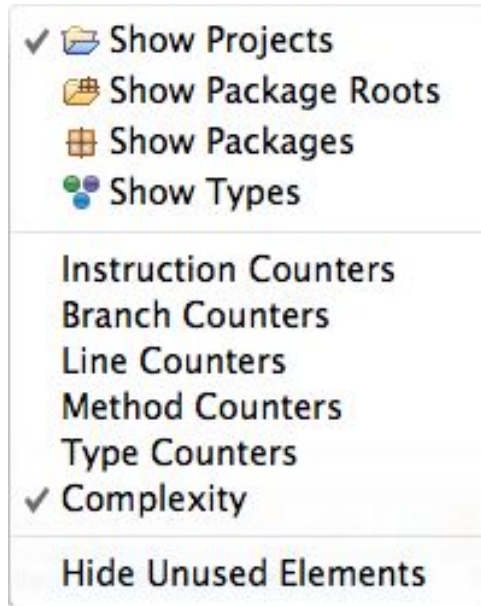 Show Projects
Show Package Roots
Show Packages
Show Types
Instruction Counters
Branch Counters
Line Counters
Method Counters
Type Counters
Complexity
Hide Unused Elements